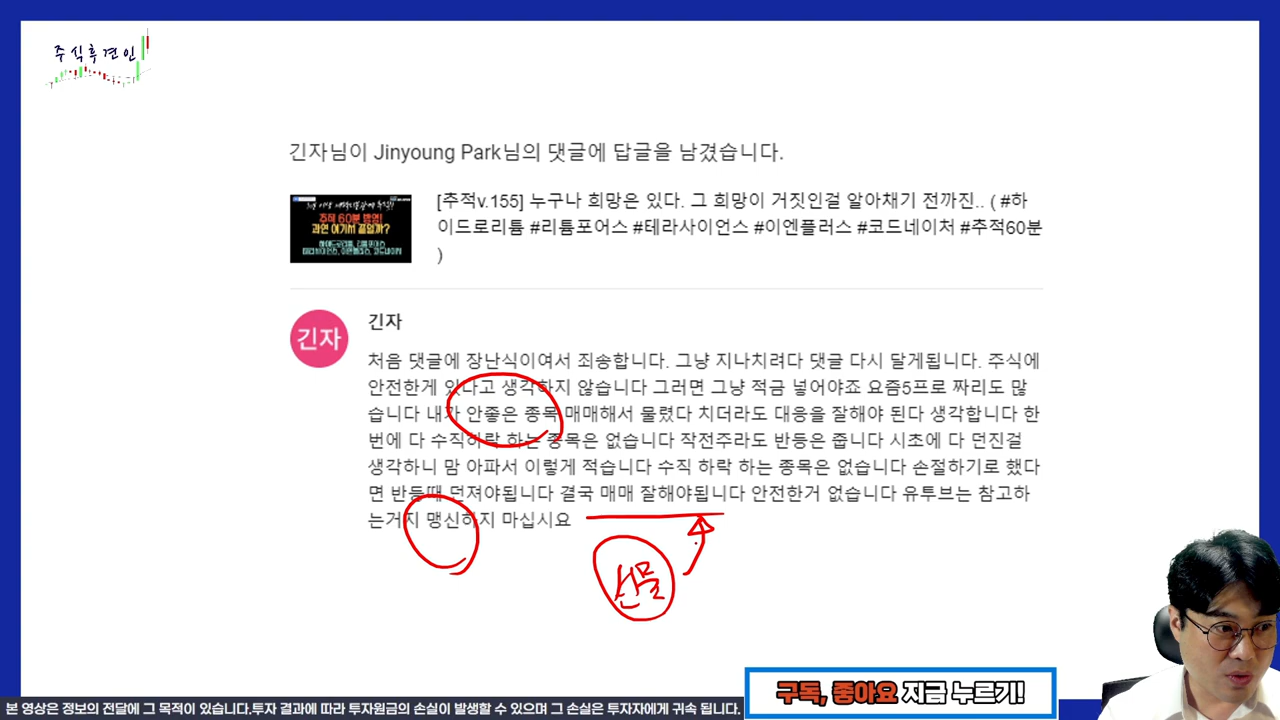 주식후견인
긴자님이 Jinyoung Park님의 댓글에 답글을 남겼습니다.
주헤 60분 방영!
과연 여기서 끝일까?
[추적v.155] 누구나 희망은 있다. 그 희망이 거짓인걸 알아채기 전까진.. ( #하
이드로리튬 #리튬포어스 #테라사이언스 #이엔플러스 #코드네이처 #추적60분
)
긴자
긴자
처음 댓글에 장난식이여서 죄송합니다. 그냥 지나치려다 댓글 다시 달게됩니다. 주식에
안전한게 있다고 생각하지 않습니다 그러면 그냥 적금 넣어야죠 요즘5프로 짜리도 많
습니다 내가 안좋은 종목 매매해서 물렸다 치더라도 대응을 잘해야 된다 생각합니다 한
번에 다 수직하락 하는 종목은 없습니다 작전주라도 반등은 줍니다 시초에 다 던진걸
생각하니 맘 아파서 이렇게 적습니다 수직 하락 하는 종목은 없습니다 손절하기로 했다
면 반등때 던져야됩니다 결국 매매 잘해야됩니다 안전한거 없습니다 유투브는 참고하
는거지 맹신하지 마십시요
선물
구독, 좋아요 지금 누르기!
본 영상은 정보의 전달에 그 목적이 있습니다.투자 결과에 따라 투자원금의 손실이 발생할 수 있으며 그 손실은 투자자에게 귀속 됩니다.